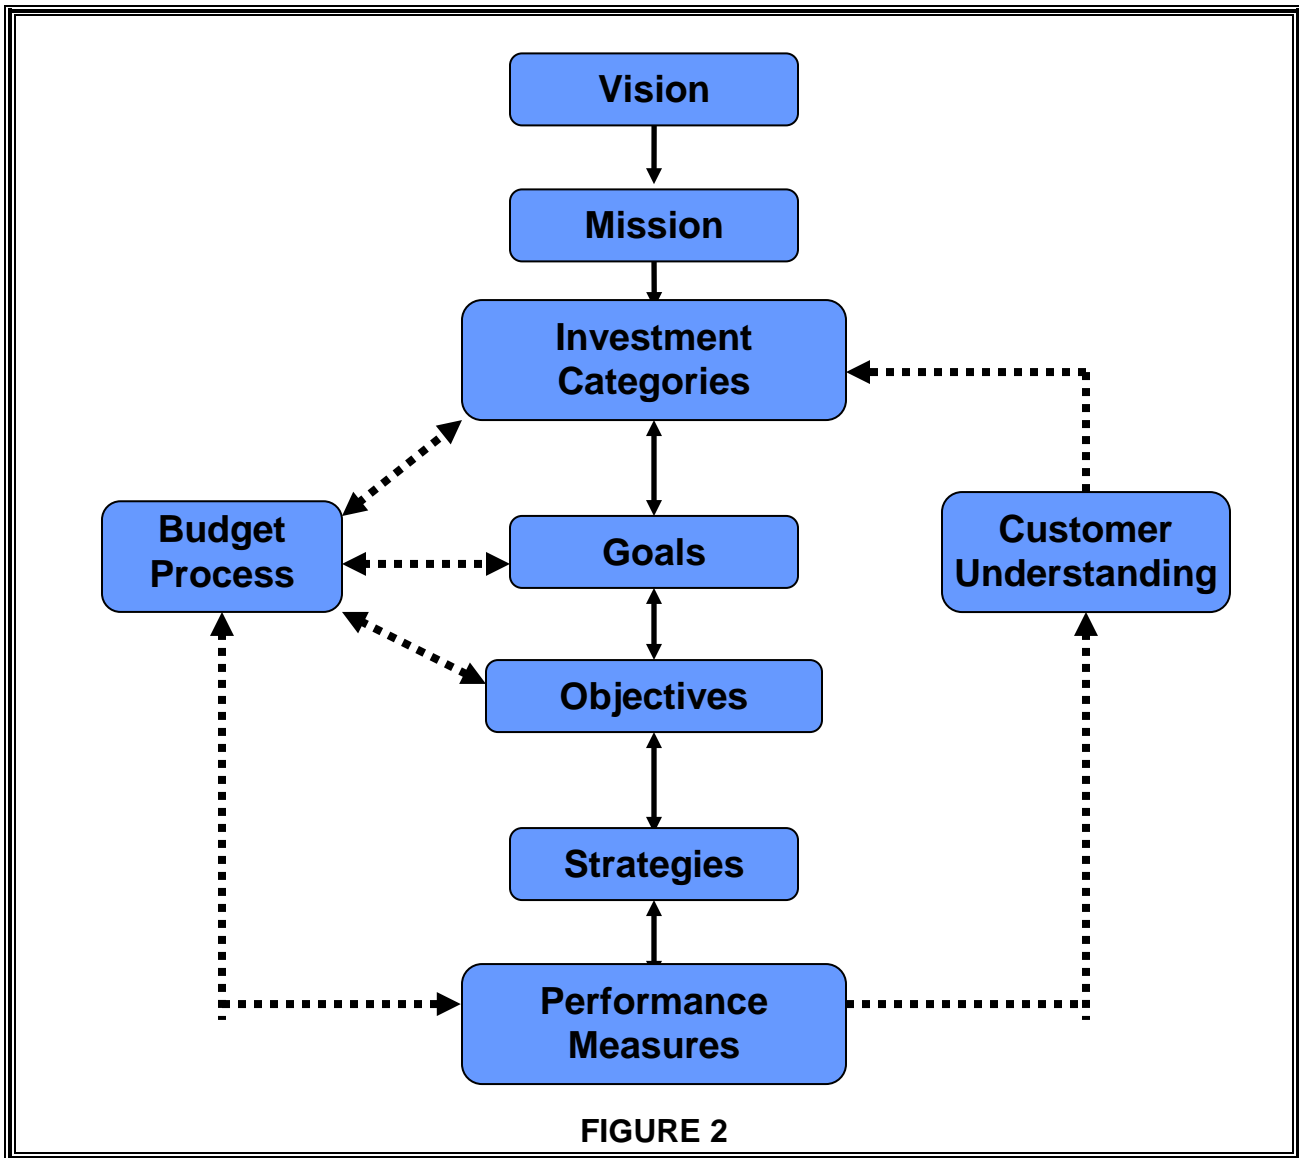 Vision
Mission
Investment
Categories
Budget
Process
Goals
Customer
Understanding
Objectives
Strategies
Performance
Measures
FIGURE 2